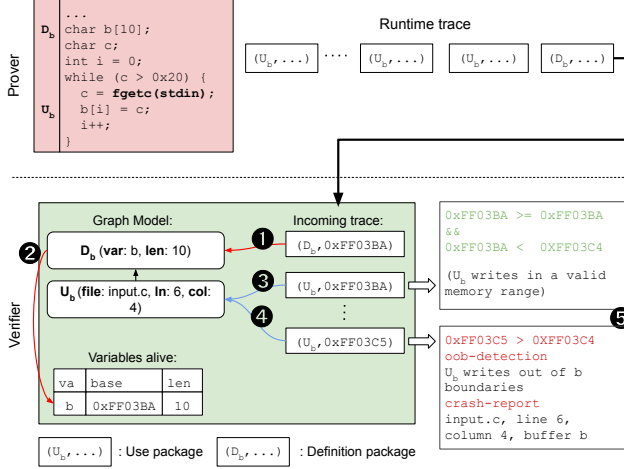 Prover
...
D_b char b[10];
char c;
int i = 0;
while (c > 0x20) {
c = fgetc(stdin);
U_b b[i] = c;
i++;
}
Runtime trace
(U_b,...) .... (U_b,...) (U_b,...) (D_b,...)
Verifier
Graph Model:
Incoming trace:
1
2
D_b (var: b, len: 10)
(D_b,0xFF03BA)
3
U_b (file: input.c, ln: 6, col:
4)
(U_b,0xFF03BA)
4
⋮
(U_b,0xFF03C5)
Variables alive:
va base len
b 0xFF03BA 10
0xFF03BA >= 0xFF03BA
&&
0xFF03BA < 0xFF03C4
(U_b writes in a valid
memory range)
5
0xFF03C5 > 0xFF03C4
oob-detection
U_b writes out of b
boundaries
crash-report
input.c, line 6,
column 4, buffer b
(U_b,...) : Use package (D_b,...) : Definition package